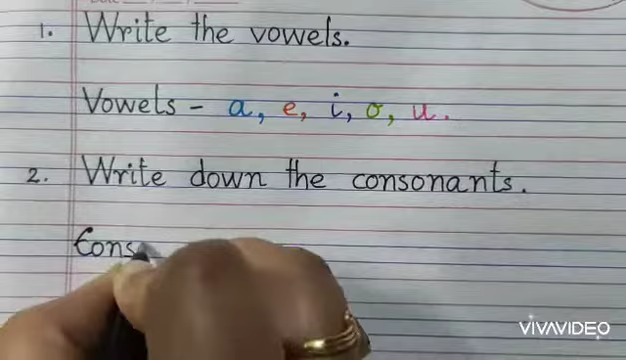 1. Write the vowels.
Vowels - a, e, i, o, u.
2. Write down the consonants.
Cons
VIVAVIDEO